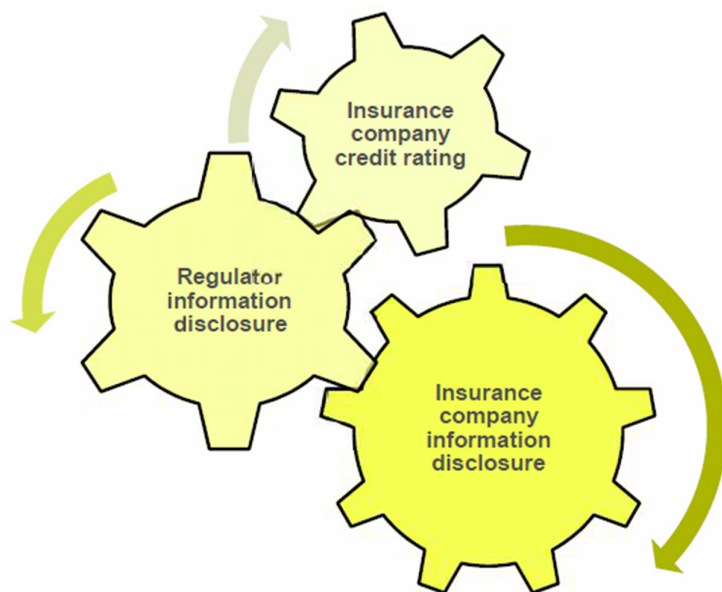 Insurance
company
credit rating
Regulator
information
disclosure
Insurance
company
information
disclosure